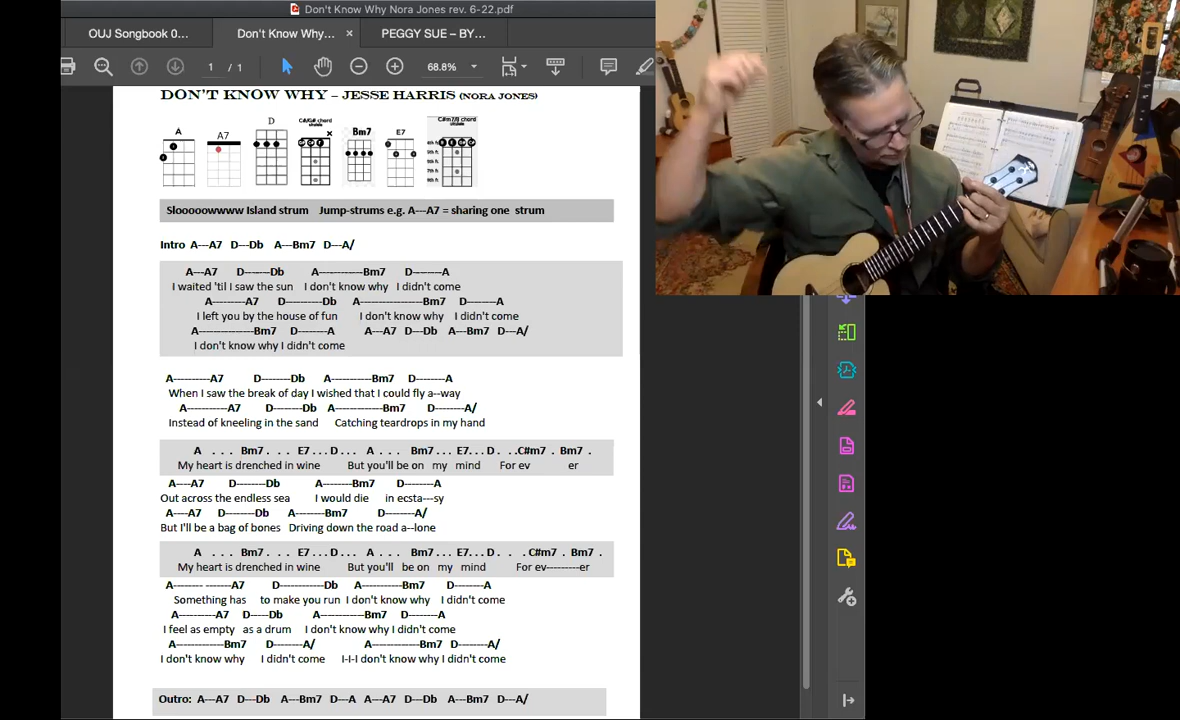 Don't Know Why Nora Jones rev. 6-22.pdf
OUJ Songbook 0... Don't Know Why... × PEGGY SUE – BY...
1 / 1 68.8%
DON'T KNOW WHY – JESSE HARRIS (NORA JONES)
A A7 D C#/G# chord Bm7 E7 C#m7/B chord
ukulele x ukulele
Slooooowwww Island strum Jump-strums e.g. A---A7 = sharing one strum
Intro A---A7 D---Db A---Bm7 D---A/
A---A7 D-------Db A------------Bm7 D--------A
I waited 'til I saw the sun I don't know why I didn't come
A---------A7 D----------Db A-----------------Bm7 D--------A
I left you by the house of fun I don't know why I didn't come
A---------------Bm7 D--------A A---A7 D---Db A---Bm7 D---A/
I don't know why I didn't come
A----------A7 D--------Db A-----------Bm7 D--------A
When I saw the break of day I wished that I could fly a--way
A-----------A7 D--------Db A-------------Bm7 D--------A/
Instead of kneeling in the sand Catching teardrops in my hand
A . . . Bm7 . . . E7 . . . D . . . A . . . Bm7 . . . E7. . . D . . . C#m7 . Bm7 .
My heart is drenched in wine But you'll be on my mind For ev er
A----A7 D--------Db A---------Bm7 D--------A
Out across the endless sea I would die in ecsta---sy
A----A7 D--------Db A--------Bm7 D--------A/
But I'll be a bag of bones Driving down the road a--lone
A . . . Bm7 . . . E7 . . . D . . . A . . . Bm7 . . . E7... D . . . C#m7 . Bm7 .
My heart is drenched in wine But you'll be on my mind For ev---------er
A-------- -------A7 D------------Db A----------Bm7 D--------A
Something has to make you run I don't know why I didn't come
A----------A7 D-----Db A------------Bm7 D--------A
I feel as empty as a drum I don't know why I didn't come
A-------------Bm7 D--------A/ A-------------Bm7 D--------A/
I don't know why I didn't come I-I-I don't know why I didn't come
Outro: A---A7 D---Db A---Bm7 D---A A---A7 D---Db A---Bm7 D---A/